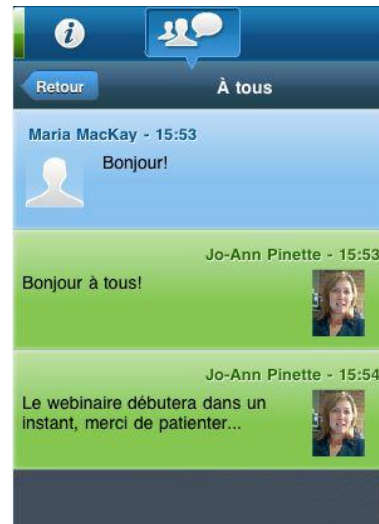 Retour
À tous
Maria MacKay - 15:53
Bonjour!
Jo-Ann Pinette - 15:53
Bonjour à tous!
Jo-Ann Pinette - 15:54
Le webinaire débutera dans un
instant, merci de patienter...